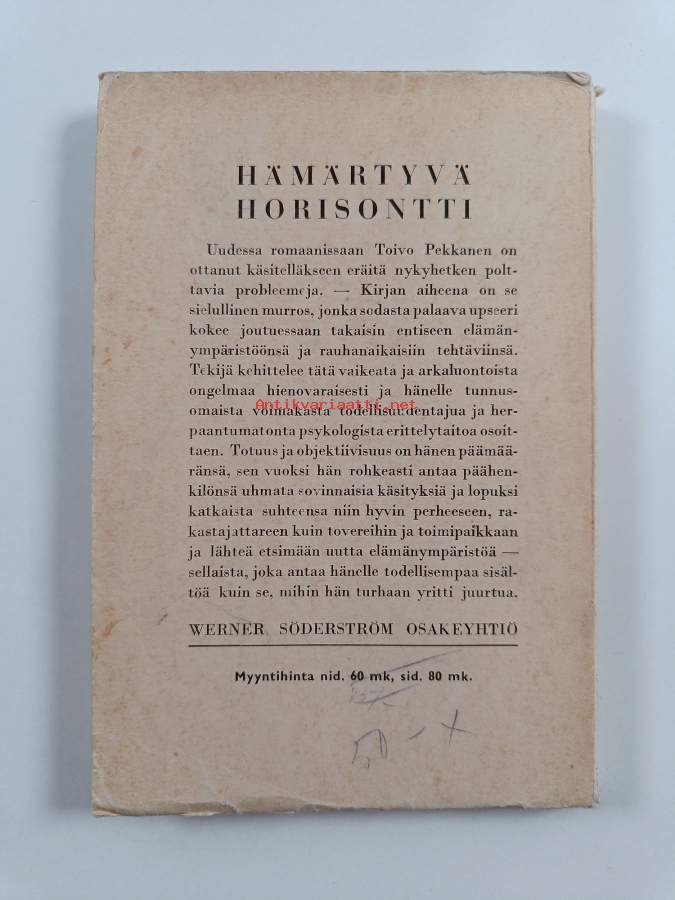 HÄMÄRTYVÄ
HORISONTTI
Uudessa romaanissaan Toivo Pekkanen on
ottanut käsitelläkseen eräitä nykyhetken polt-
tavia probleemeja. — Kirjan aiheena on se
sielullinen murros, jonka sodasta palaava upseeri
kokee joutuessaan takaisin entiseen elämän-
ympäristöönsä ja rauhanaikaisiin tehtäviinsä.
Tekijä kehittelee tätä vaikeata ja arkaluontoista
ongelmaa hienovaraisesti ja hänelle tunnus-
omaista voimakasta todellisuudentajua ja her-
Antikvariaatti.net
paantumatonta psykologista erittelytaitoa osoit-
taen. Totuus ja objektiivisuus on hänen päämää-
ränsä, sen vuoksi hän rohkeasti antaa päähen-
kilönsä uhmata sovinnaisia käsityksiä ja lopuksi
katkaista suhteensa niin hyvin perheeseen, ra-
kastajattareen kuin tovereihin ja toimipaikkaan
ja lähteä etsimään uutta elämänympäristöä —
sellaista, joka antaa hänelle todellisempaa sisäl-
töä kuin se, mihin hän turhaan yritti juurtua.
WERNER SÖDERSTRÖM OSAKEYHTIÖ
Myyntihinta nid. 60 mk, sid. 80 mk.
50 — x